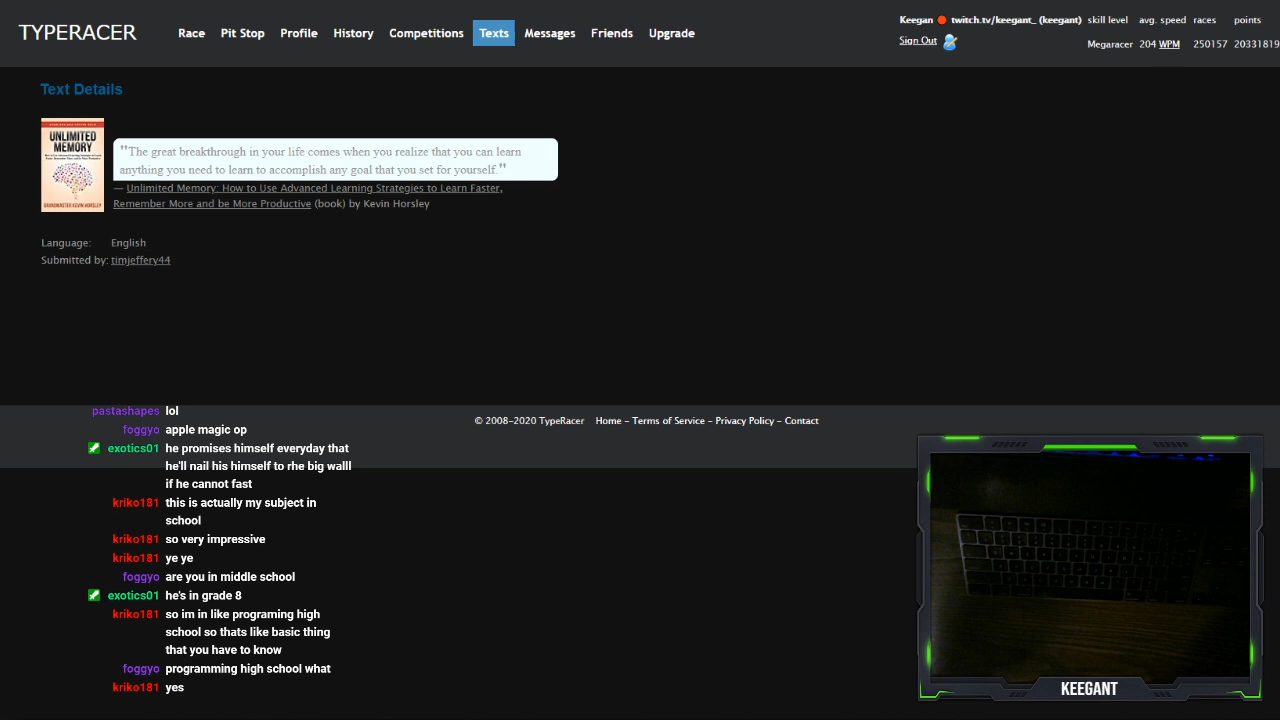 TYPERACER
Race Pit Stop Profile History Competitions Texts Messages Friends Upgrade
Keegan twitch.tv/keegant_ (keegant) skill level avg. speed races points
Sign Out Megaracer 204 WPM 250157 20331819
Text Details
UNLIMITED
MEMORY
GRANDMASTER KEVIN HORSLEY
"The great breakthrough in your life comes when you realize that you can learn
anything you need to learn to accomplish any goal that you set for yourself."
— Unlimited Memory: How to Use Advanced Learning Strategies to Learn Faster,
Remember More and be More Productive (book) by Kevin Horsley
Language: English
Submitted by: timjeffery44
© 2008-2020 TypeRacer Home – Terms of Service – Privacy Policy – Contact
pastashapes lol
foggyo apple magic op
exotics01 he promises himself everyday that
he'll nail his himself to rhe big walll
if he cannot fast
kriko181 this is actually my subject in
school
kriko181 so very impressive
kriko181 ye ye
foggyo are you in middle school
exotics01 he's in grade 8
kriko181 so im in like programing high
school so thats like basic thing
that you have to know
foggyo programming high school what
kriko181 yes
KEEGANT